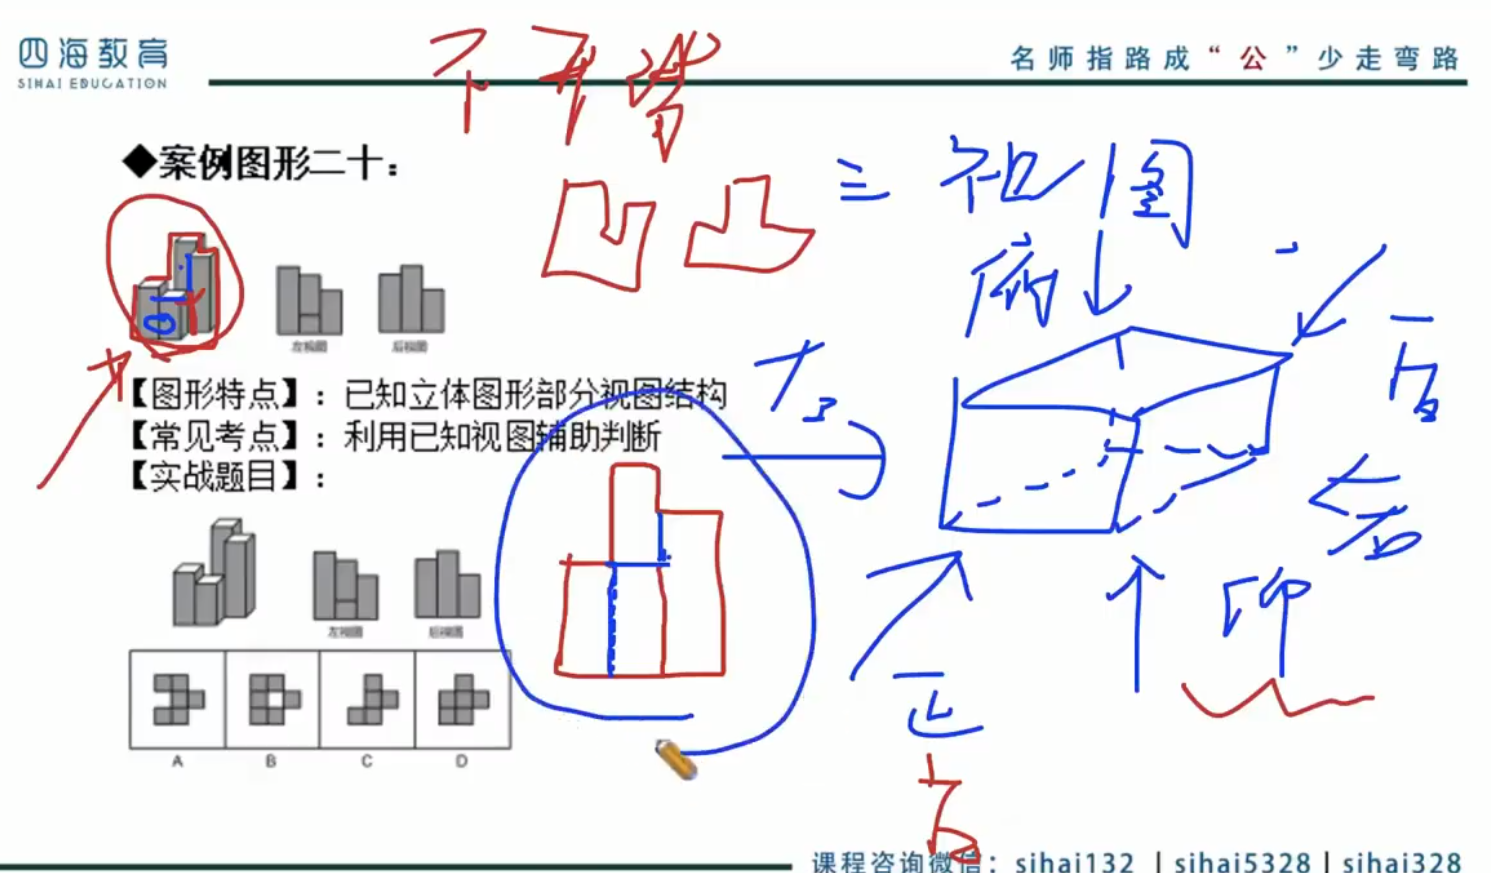 四海教育
SIHAI EDUCATION
名师指路成“公”少走弯路
◆案例图形二十：
三视图
俯
左视图
后视图
后
【图形特点】：已知立体图形部分视图结构
【常见考点】：利用已知视图辅助判断
【实战题目】：
左
右
仰
左视图
后视图
正
A
B
C
D
课程咨询微信：sihai132 | sihai5328 | sihai328